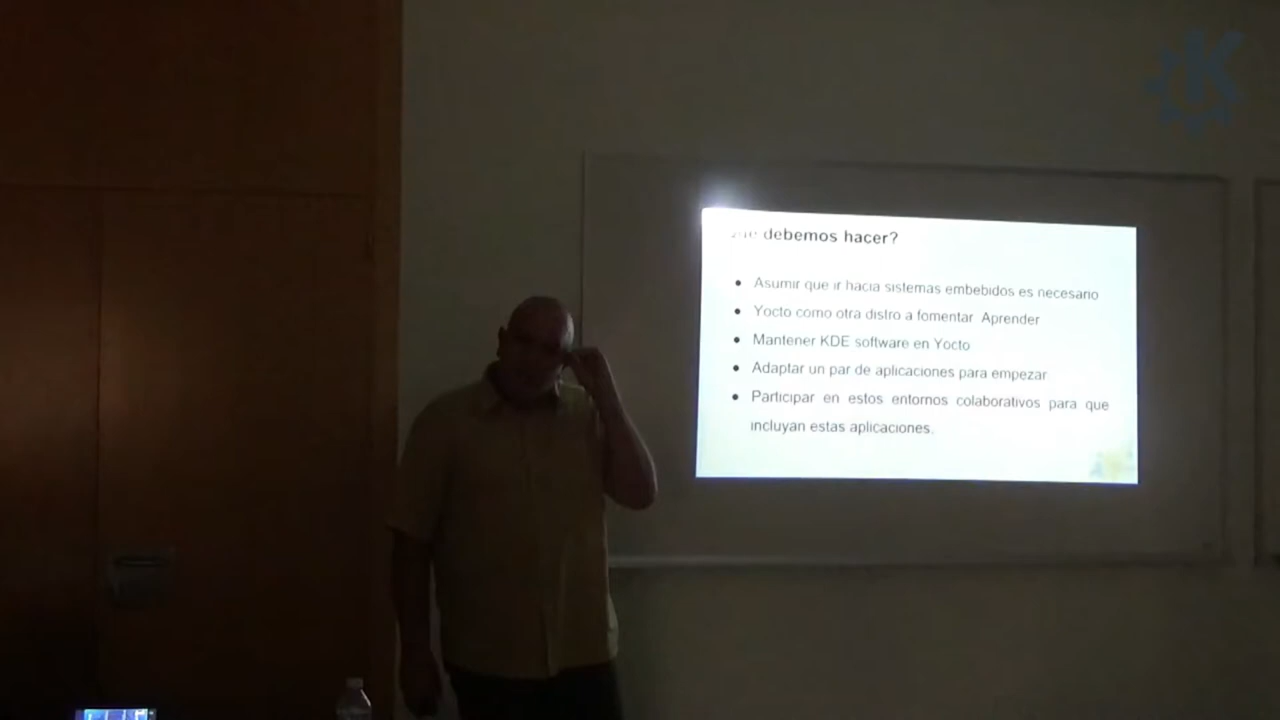 debemos hacer?
Asumir que ir hacia sistemas embebidos es necesario
Yocto como otra distro a fomentar Aprender
Mantener KDE software en Yocto
Adaptar un par de aplicaciones para empezar
Participar en estos entornos colaborativos para que
incluyan estas aplicaciones.